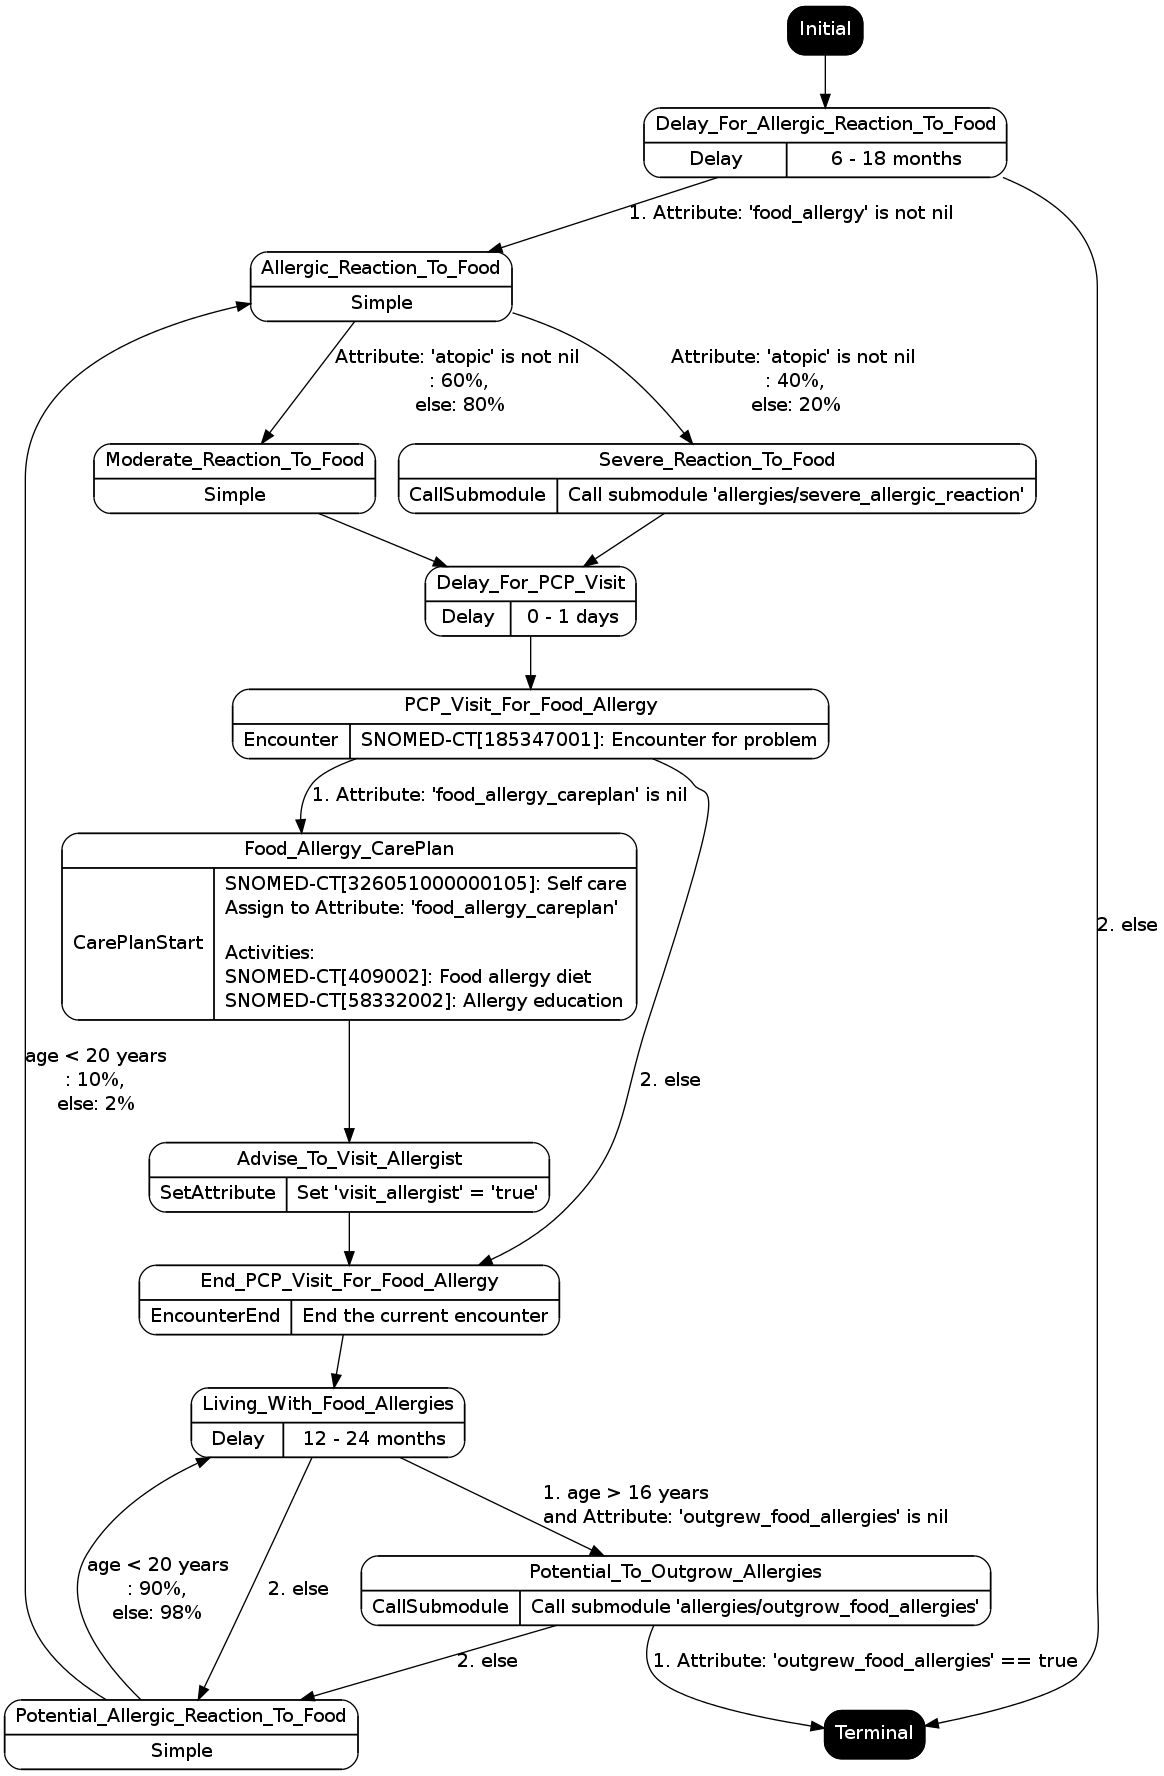 Initial
Delay_For_Allergic_Reaction_To_Food
Delay
6 - 18 months
1. Attribute: 'food_allergy' is not nil
Allergic_Reaction_To_Food
Simple
Attribute: 'atopic' is not nil
: 60%,
else: 80%
Attribute: 'atopic' is not nil
: 40%,
else: 20%
Moderate_Reaction_To_Food
Simple
Severe_Reaction_To_Food
CallSubmodule
Call submodule 'allergies/severe_allergic_reaction'
Delay_For_PCP_Visit
Delay
0 - 1 days
PCP_Visit_For_Food_Allergy
Encounter
SNOMED-CT[185347001]: Encounter for problem
1. Attribute: 'food_allergy_careplan' is nil
Food_Allergy_CarePlan
CarePlanStart
SNOMED-CT[326051000000105]: Self care
Assign to Attribute: 'food_allergy_careplan'
Activities:
SNOMED-CT[409002]: Food allergy diet
SNOMED-CT[58332002]: Allergy education
2. else
age < 20 years
: 10%,
else: 2%
2. else
Advise_To_Visit_Allergist
SetAttribute
Set 'visit_allergist' = 'true'
End_PCP_Visit_For_Food_Allergy
EncounterEnd
End the current encounter
Living_With_Food_Allergies
Delay
12 - 24 months
1. age > 16 years
and Attribute: 'outgrew_food_allergies' is nil
age < 20 years
: 90%,
else: 98%
2. else
Potential_To_Outgrow_Allergies
CallSubmodule
Call submodule 'allergies/outgrow_food_allergies'
2. else
1. Attribute: 'outgrew_food_allergies' == true
Potential_Allergic_Reaction_To_Food
Simple
Terminal